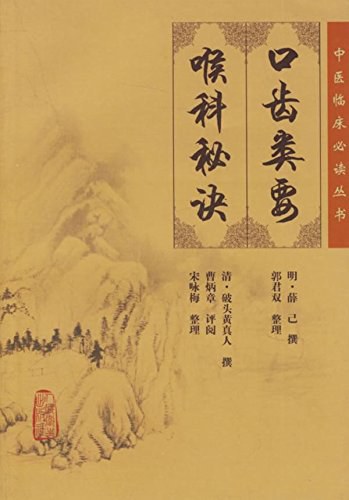 中医临床必读丛书
口齿类要
喉科秘诀
明·薛己 撰
郭君双 整理
清·破头黄真人 撰
曹炳章 评阅
宋咏梅 整理